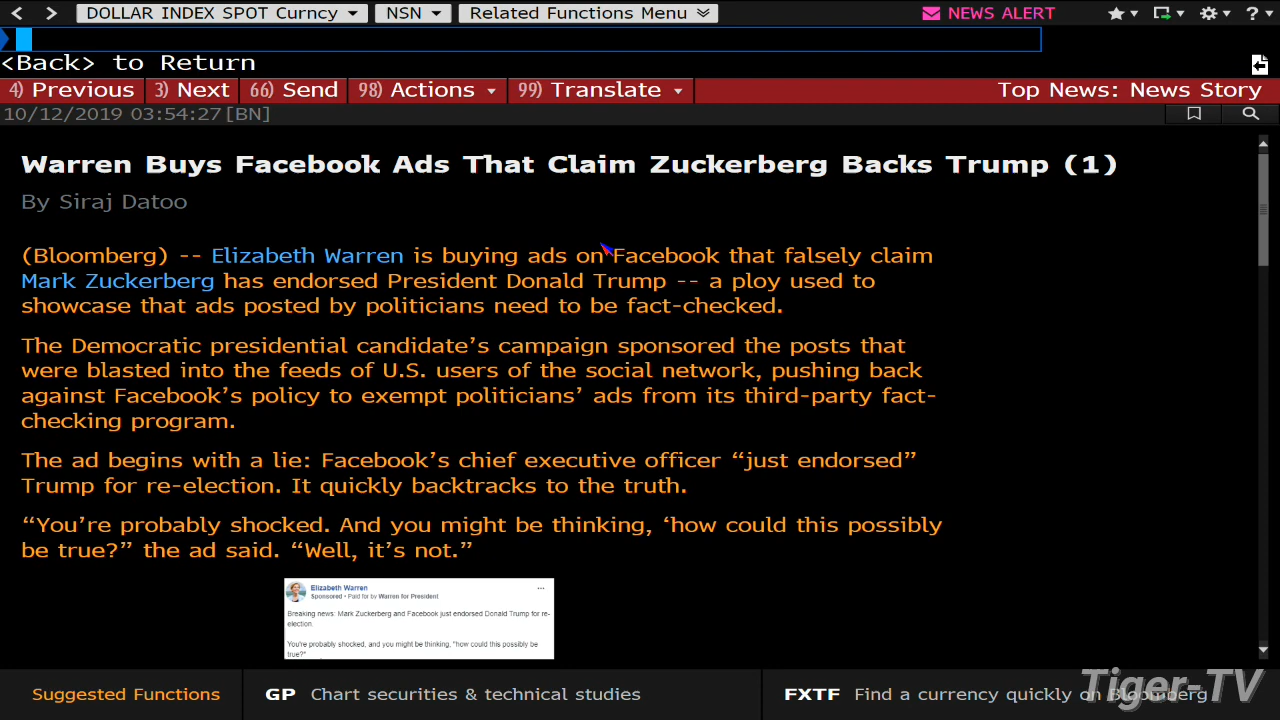 DOLLAR INDEX SPOT Curncy NSN Related Functions Menu NEWS ALERT ?
<Back> to Return
4) Previous 3) Next 66) Send 98) Actions 99) Translate Top News: News Story
10/12/2019 03:54:27[BN]
Warren Buys Facebook Ads That Claim Zuckerberg Backs Trump (1)
By Siraj Datoo
(Bloomberg) -- Elizabeth Warren is buying ads on Facebook that falsely claim
Mark Zuckerberg has endorsed President Donald Trump -- a ploy used to
showcase that ads posted by politicians need to be fact-checked.
The Democratic presidential candidate’s campaign sponsored the posts that
were blasted into the feeds of U.S. users of the social network, pushing back
against Facebook’s policy to exempt politicians’ ads from its third-party fact-
checking program.
The ad begins with a lie: Facebook’s chief executive officer “just endorsed”
Trump for re-election. It quickly backtracks to the truth.
“You’re probably shocked. And you might be thinking, ‘how could this possibly
be true?” the ad said. “Well, it’s not.”
Elizabeth Warren
Sponsored • Paid for by Warren for President
Breaking news: Mark Zuckerberg and Facebook just endorsed Donald Trump for re-
election.
You're probably shocked, and you might be thinking, "how could this possibly be
true?"
Suggested Functions GP Chart securities & technical studies FXTF Find a currency quickly on Bloomberg
Tiger-TV